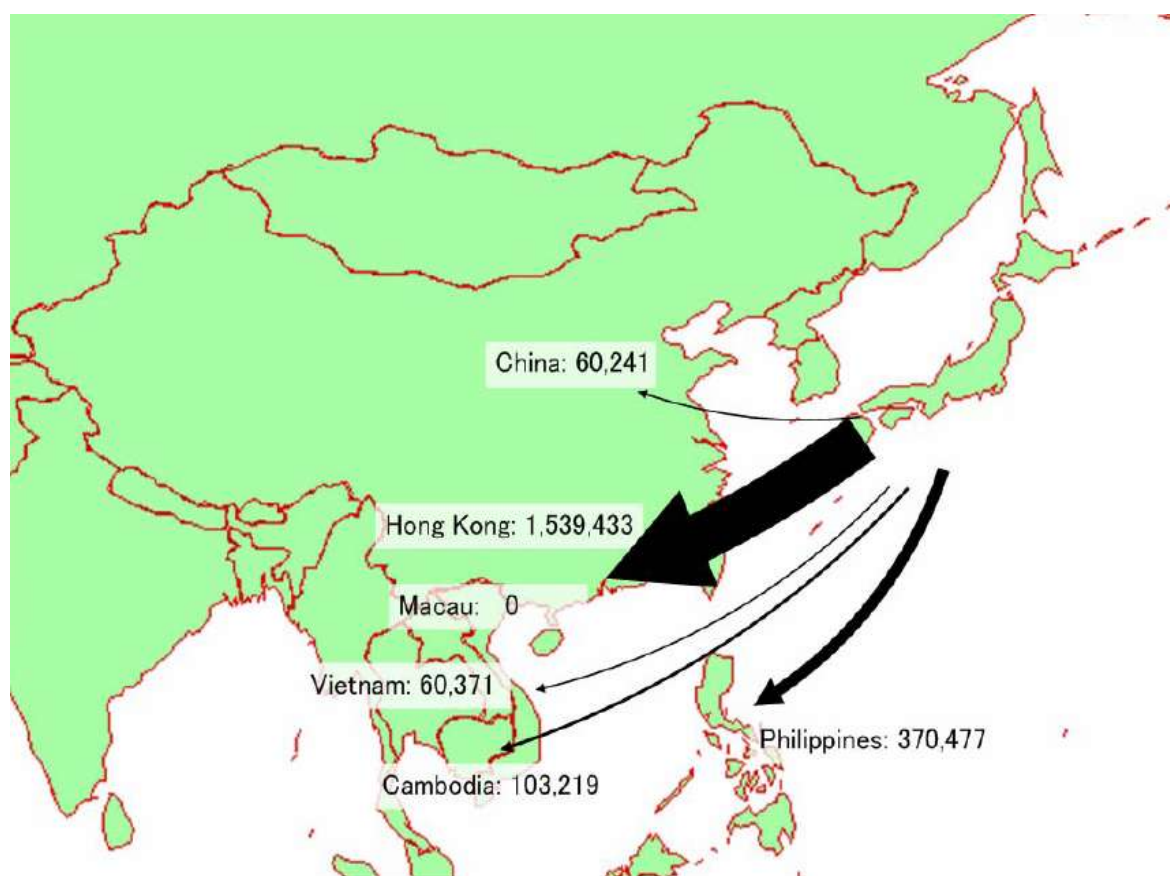 China: 60,241
Hong Kong: 1,539,433
Macau: 0
Vietnam: 60,371
Philippines: 370,477
Cambodia: 103,219